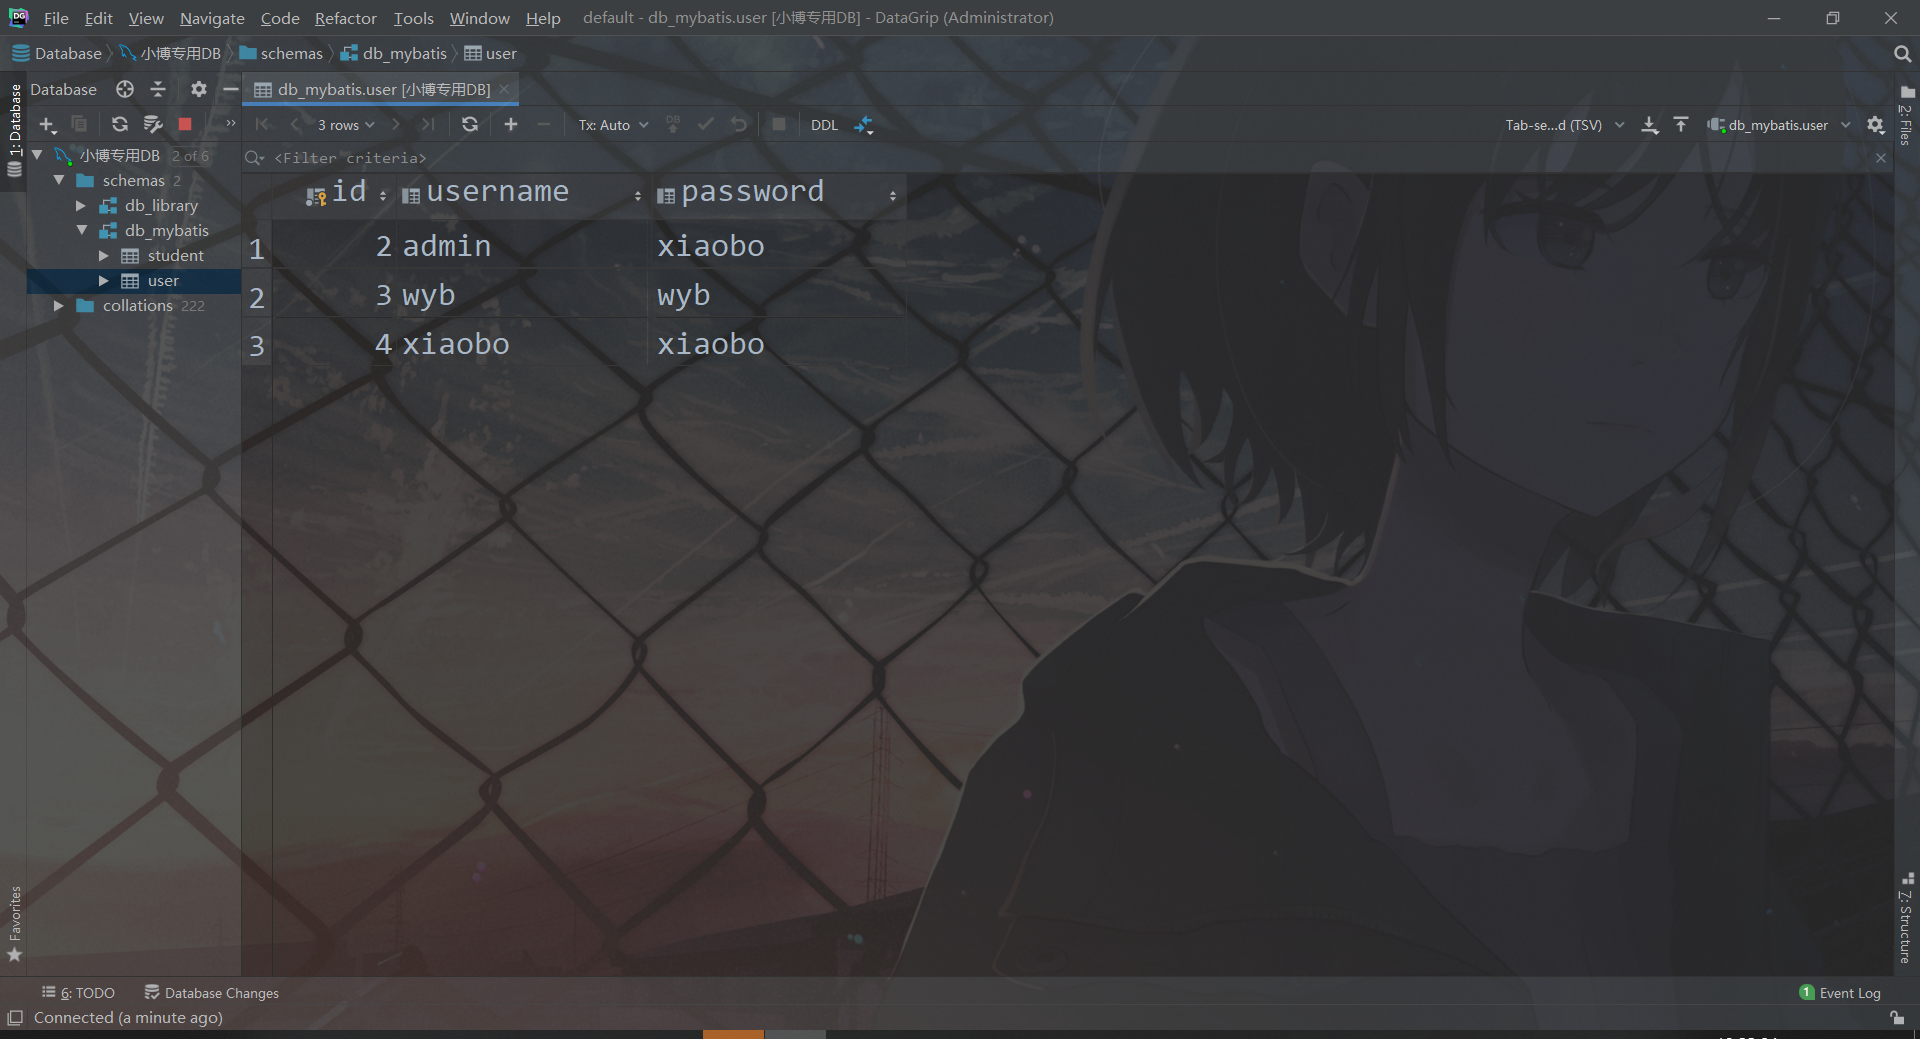 File Edit View Navigate Code Refactor Tools Window Help default - db_mybatis.user [小博专用DB] - DataGrip (Administrator)
Database 小博专用DB schemas db_mybatis user
Database db_mybatis.user [小博专用DB]
3 rows Tx: Auto DB DDL Tab-se...d (TSV) db_mybatis.user
小博专用DB 2 of 6 <Filter criteria>
schemas 2
db_library
db_mybatis
student
user
collations 222
id username password
1 2 admin xiaobo
2 3 wyb wyb
3 4 xiaobo xiaobo
1: Database
Favorites
2: Files
7: Structure
6: TODO Database Changes 1 Event Log
Connected (a minute ago)